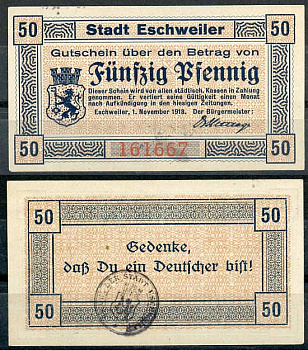 50 Stadt Eschweiler 50
Gutschein über den Betrag von
Fünfzig Pfennig
Dieser Schein wird von allen städtisch. Kassen in Zahlung
genommen. Er verliert seine Gültigkeit einen Monat
nach Aufkündigung in den hiesigen Zeitungen.
Eschweiler, 1. November 1918. Der Bürgermeister:
50 161667 50
50 50
Gedenke,
daß Du ein Deutscher bist!
50 50